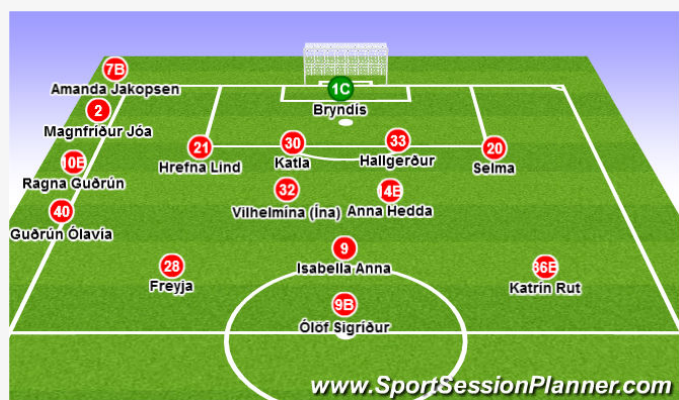 7B
Amanda Jakopsen
2
Magnfríður Jóa
10E
Ragna Guðrún
40
Guðrún Ólavía
1C
Bryndís
21
Hrefna Lind
30
Katla
33
Hallgerður
20
Selma
32
Vilhelmína (Ína)
14E
Anna Hedda
9
Isabella Anna
28
Freyja
36E
Katrín Rut
9B
Ólöf Sigríður
www.SportSessionPlanner.com